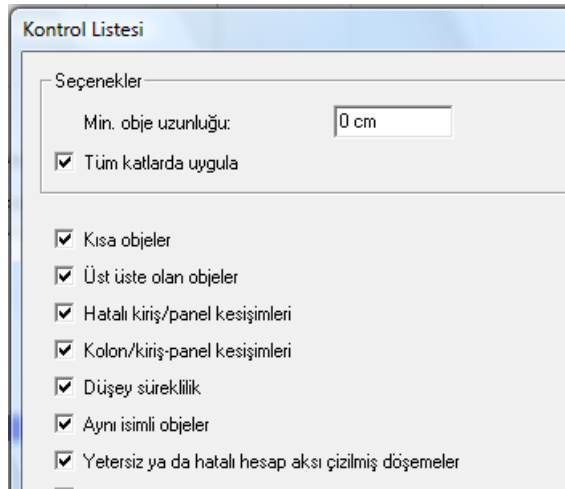 Kontrol Listesi
Seçenekler
Min. obje uzunluğu: 0 cm
Tüm katlarda uygula
Kısa objeler
Üst üste olan objeler
Hatalı kiriş/panel kesişimleri
Kolon/kiriş-panel kesişimleri
Düşey süreklilik
Aynı isimli objeler
Yetersiz ya da hatalı hesap aksı çizilmiş döşemeler